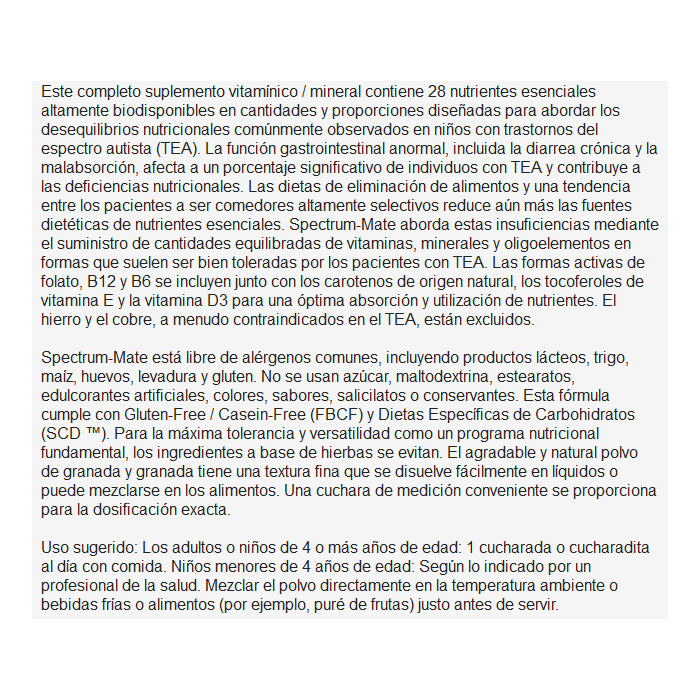 Este completo suplemento vitamínico / mineral contiene 28 nutrientes esenciales
altamente biodisponibles en cantidades y proporciones diseñadas para abordar los
desequilibrios nutricionales comúnmente observados en niños con trastornos del
espectro autista (TEA). La función gastrointestinal anormal, incluida la diarrea crónica y la
malabsorción, afecta a un porcentaje significativo de individuos con TEA y contribuye a
las deficiencias nutricionales. Las dietas de eliminación de alimentos y una tendencia
entre los pacientes a ser comedores altamente selectivos reduce aún más las fuentes
dietéticas de nutrientes esenciales. Spectrum-Mate aborda estas insuficiencias mediante
el suministro de cantidades equilibradas de vitaminas, minerales y oligoelementos en
formas que suelen ser bien toleradas por los pacientes con TEA. Las formas activas de
folato, B12 y B6 se incluyen junto con los carotenos de origen natural, los tocoferoles de
vitamina E y la vitamina D3 para una óptima absorción y utilización de nutrientes. El
hierro y el cobre, a menudo contraindicados en el TEA, están excluidos.

Spectrum-Mate está libre de alérgenos comunes, incluyendo productos lácteos, trigo,
maíz, huevos, levadura y gluten. No se usan azúcar, maltodextrina, estearatos,
edulcorantes artificiales, colores, sabores, salicilatos o conservantes. Esta fórmula
cumple con Gluten-Free / Casein-Free (FBCF) y Dietas Específicas de Carbohidratos
(SCD ™). Para la máxima tolerancia y versatilidad como un programa nutricional
fundamental, los ingredientes a base de hierbas se evitan. El agradable y natural polvo
de granada y granada tiene una textura fina que se disuelve fácilmente en líquidos o
puede mezclarse en los alimentos. Una cuchara de medición conveniente se proporciona
para la dosificación exacta.

Uso sugerido: Los adultos o niños de 4 o más años de edad: 1 cucharada o cucharadita
al día con comida. Niños menores de 4 años de edad: Según lo indicado por un
profesional de la salud. Mezclar el polvo directamente en la temperatura ambiente o
bebidas frías o alimentos (por ejemplo, puré de frutas) justo antes de servir.